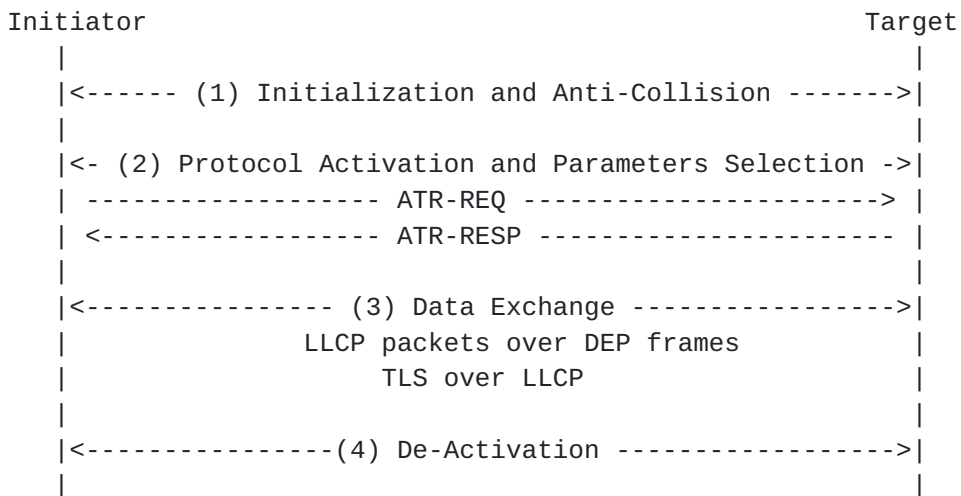 Initiator                                               Target
   |                                                      |
   |<------ (1) Initialization and Anti-Collision ------->|
   |                                                      |
   |<- (2) Protocol Activation and Parameters Selection ->|
   | ------------------- ATR-REQ -----------------------> |
   | <------------------ ATR-RESP ----------------------- |
   |                                                      |
   |<---------------- (3) Data Exchange ----------------->|
   |               LLCP packets over DEP frames           |
   |                    TLS over LLCP                     |
   |                                                      |
   |<----------------(4) De-Activation ------------------>|
   |                                                      |